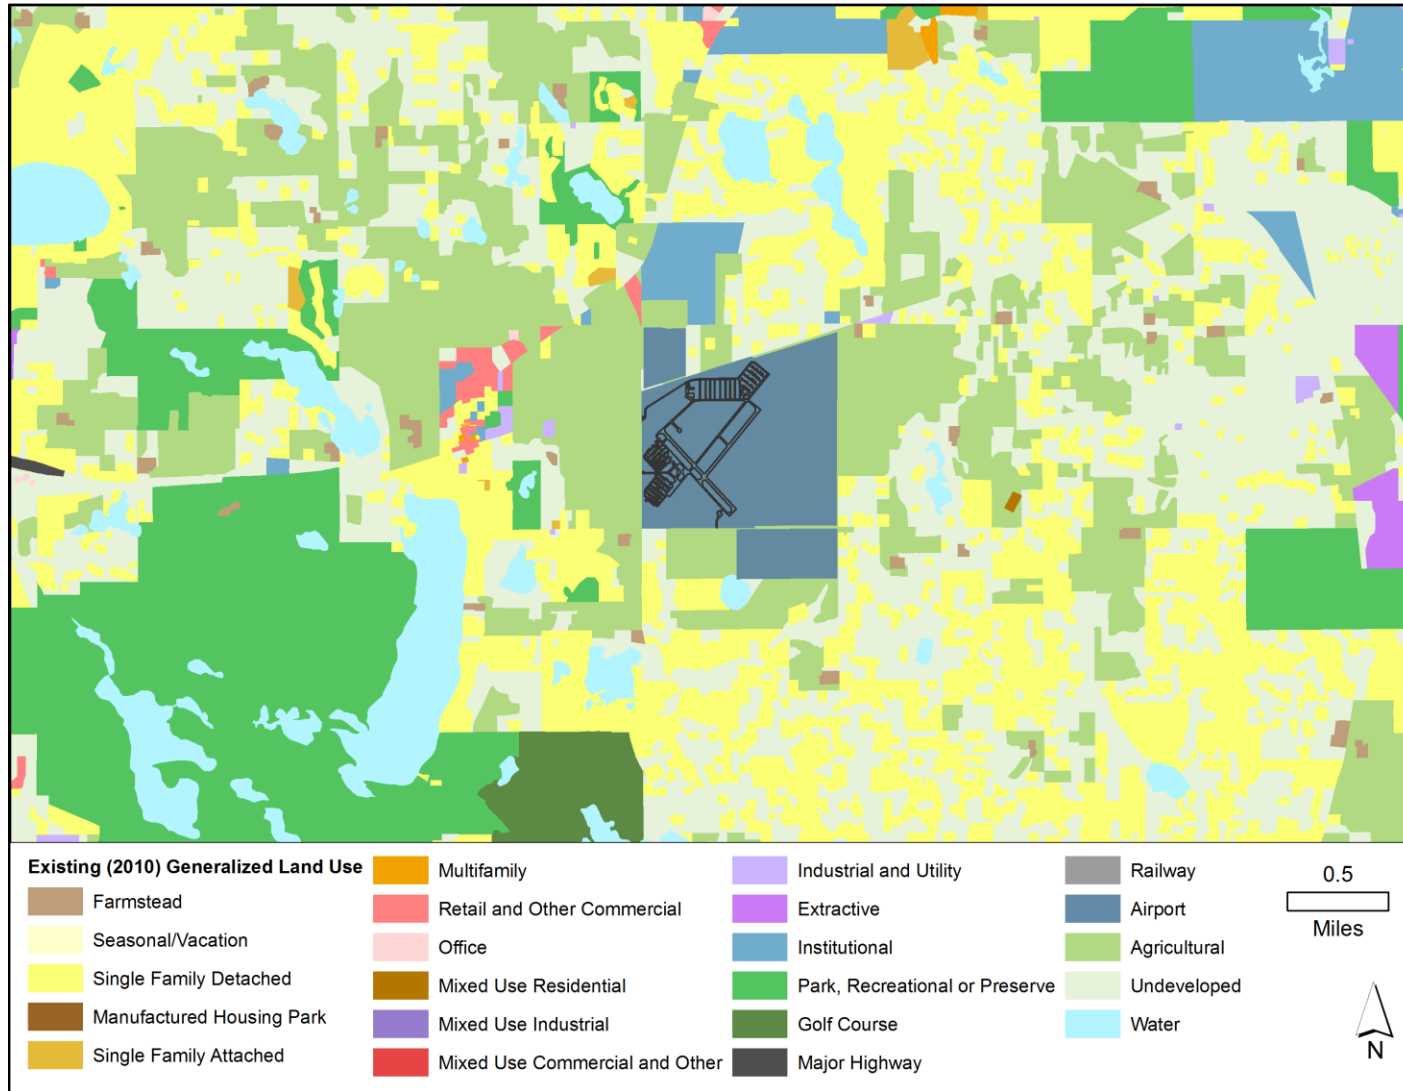 Existing (2010) Generalized Land Use
Farmstead
Seasonal/Vacation
Single Family Detached
Manufactured Housing Park
Single Family Attached
Multifamily
Retail and Other Commercial
Office
Mixed Use Residential
Mixed Use Industrial
Mixed Use Commercial and Other
Industrial and Utility
Extractive
Institutional
Park, Recreational or Preserve
Golf Course
Major Highway
Railway
Airport
Agricultural
Undeveloped
Water
0.5
Miles
N